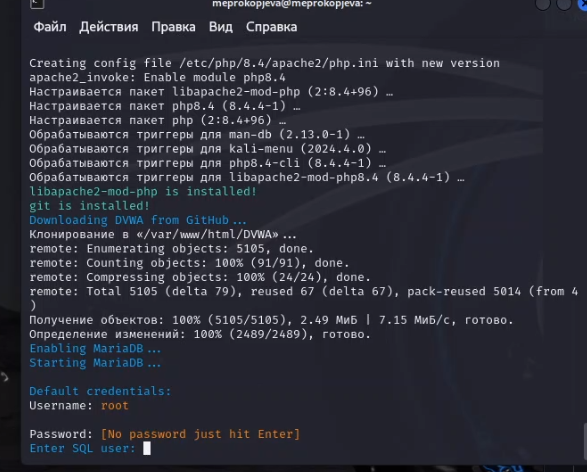 meprokopjeva@meprokopjeva: ~
Файл Действия Правка Вид Справка
Creating config file /etc/php/8.4/apache2/php.ini with new version
apache2_invoke: Enable module php8.4
Настраивается пакет libapache2-mod-php (2:8.4+96) …
Настраивается пакет php8.4 (8.4.4-1) …
Настраивается пакет php (2:8.4+96) …
Обрабатываются триггеры для man-db (2.13.0-1) …
Обрабатываются триггеры для kali-menu (2024.4.0) …
Обрабатываются триггеры для php8.4-cli (8.4.4-1) …
Обрабатываются триггеры для libapache2-mod-php8.4 (8.4.4-1) …
libapache2-mod-php is installed!
git is installed!
Downloading DVWA from GitHub...
Клонирование в «/var/www/html/DVWA»...
remote: Enumerating objects: 5105, done.
remote: Counting objects: 100% (91/91), done.
remote: Compressing objects: 100% (24/24), done.
remote: Total 5105 (delta 79), reused 67 (delta 67), pack-reused 5014 (from 4
)
Получение объектов: 100% (5105/5105), 2.49 МиБ | 7.15 МиБ/с, готово.
Определение изменений: 100% (2489/2489), готово.
Enabling MariaDB...
Starting MariaDB...
Default credentials:
Username: root
Password: [No password just hit Enter]
Enter SQL user: